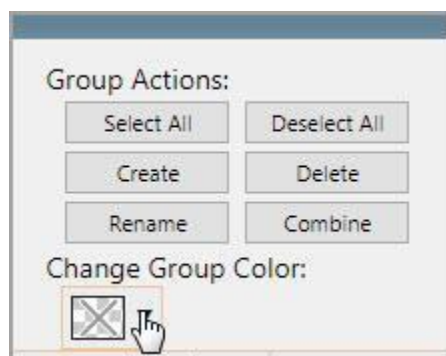 Group Actions:
Select All Deselect All
Create Delete
Rename Combine
Change Group Color: